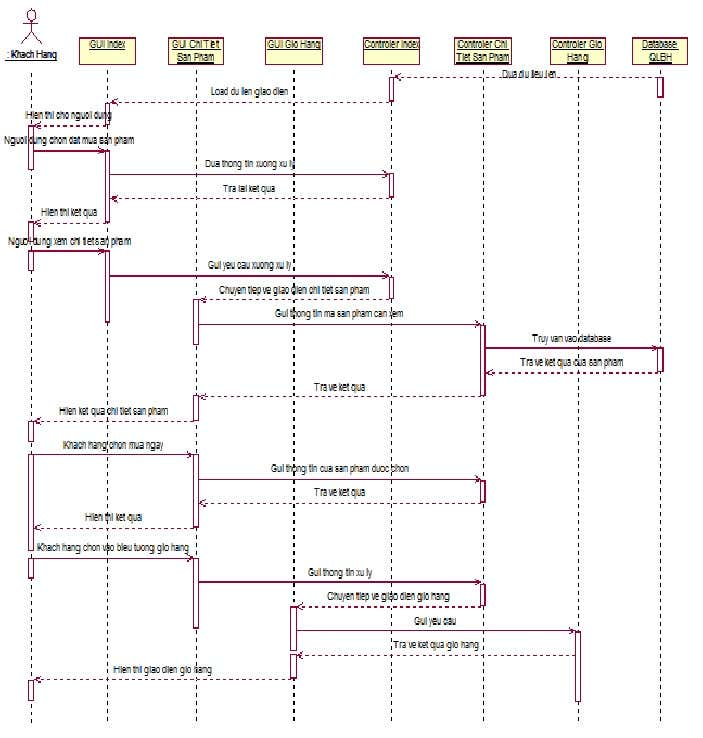 : Khach Hang
GUI Index
GUI Chi Tiet
San Pham
GUI Gio Hang
Controler Index
Controler Chi
Tiet San Pham
Controler Gio
Hang
Database
QLBH
Dua du lieu len
Load du lien giao dien
Hien thi cho nguoi dung
Nguoi dung chon dat mua san pham
Dua thong tin xuong xu ly
Tra lai ket qua
Hien thi ket qua
Nguoi dung xem chi tiet san pham
Gui yeu cau xuong xu ly
Chuyen tiep ve giao dien chi tiet san pham
Gui thong tin ma san pham can xem
Truy van vao database
Tra ve ket qua cua san pham
Tra ve ket qua
Hien ket qua chi tiet san pham
Khach hang chon mua ngay
Gui thong tin cua san pham duoc chon
Tra ve ket qua
Hien thi ket qua
Khach hang chon vao bieu tuong gio hang
Gui thong tin xu ly
Chuyen tiep ve giao dien gio hang
Gui yeu cau
Tra ve ket qua gio hang
Hien thi giao dien gio hang